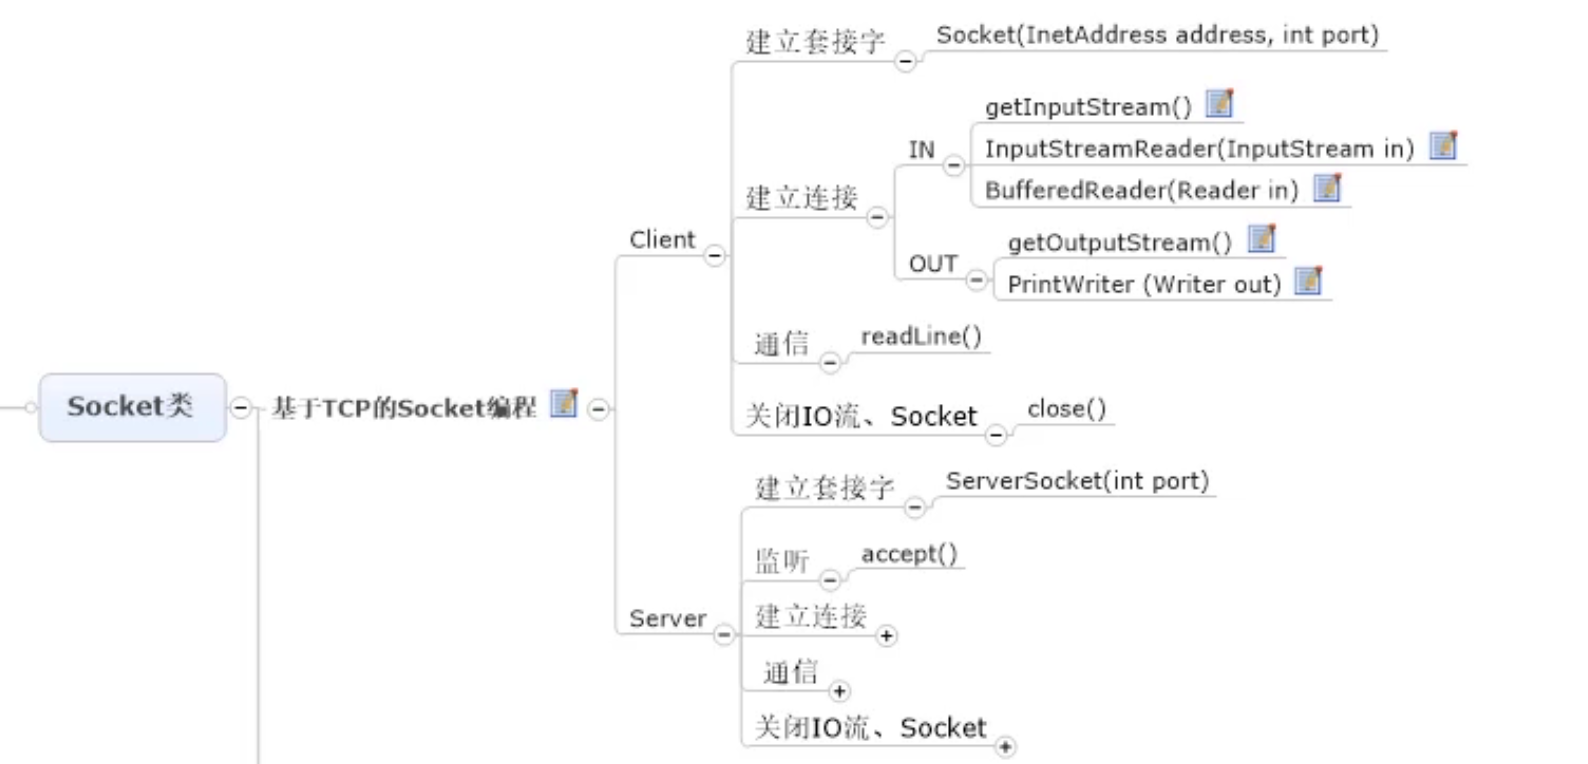 Socket类
基于TCP的Socket编程
Client
建立套接字
Socket(InetAddress address, int port)
建立连接
IN
getInputStream()
InputStreamReader(InputStream in)
BufferedReader(Reader in)
OUT
getOutputStream()
PrintWriter (Writer out)
通信
readLine()
关闭IO流、Socket
close()
Server
建立套接字
ServerSocket(int port)
监听
accept()
建立连接
通信
关闭IO流、Socket